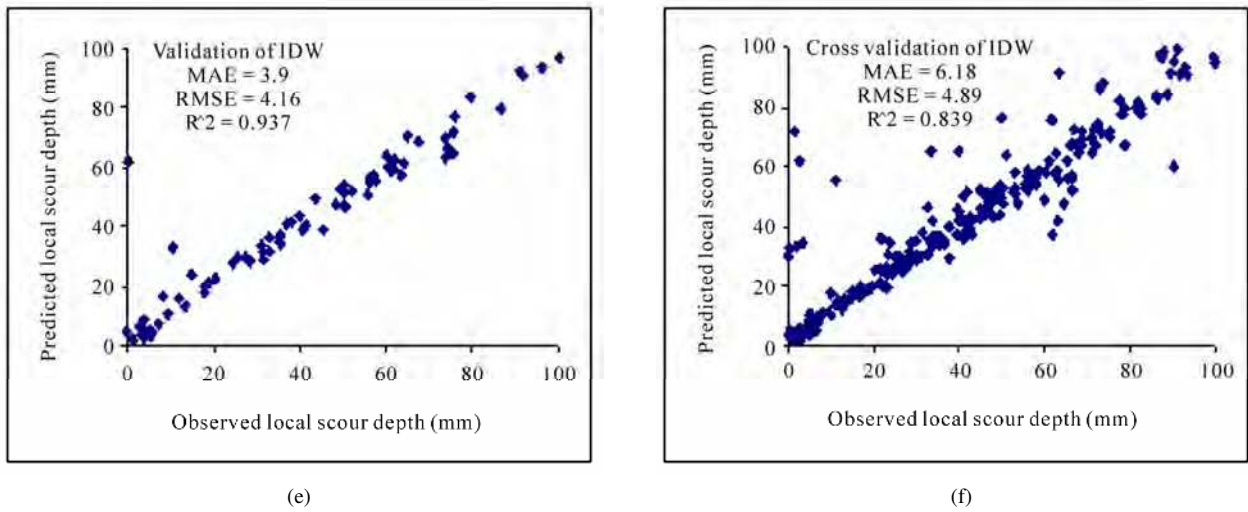 Validation of IDW
MAE = 3.9
RMSE = 4.16
R^2 = 0.937
Predicted local scour depth (mm)
100
80
60
40
20
0
0 20 40 60 80 100
Observed local scour depth (mm)
(e)
Cross validation of IDW
MAE = 6.18
RMSE = 4.89
R^2 = 0.839
Predicted local scour depth (mm)
100
80
60
40
20
0
0 20 40 60 80 100
Observed local scour depth (mm)
(f)